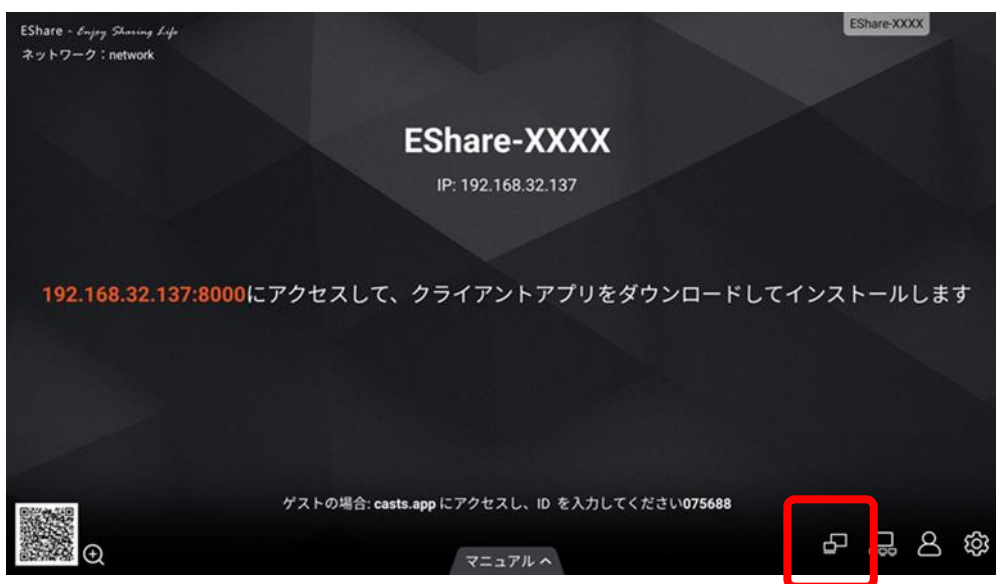 EShare - Enjoy Sharing Life
EShare-XXXX
ネットワーク：network
EShare-XXXX
IP: 192.168.32.137
192.168.32.137:8000にアクセスして、クライアントアプリをダウンロードしてインストールします
ゲストの場合: casts.app にアクセスし、ID を入力してください075688
マニュアル